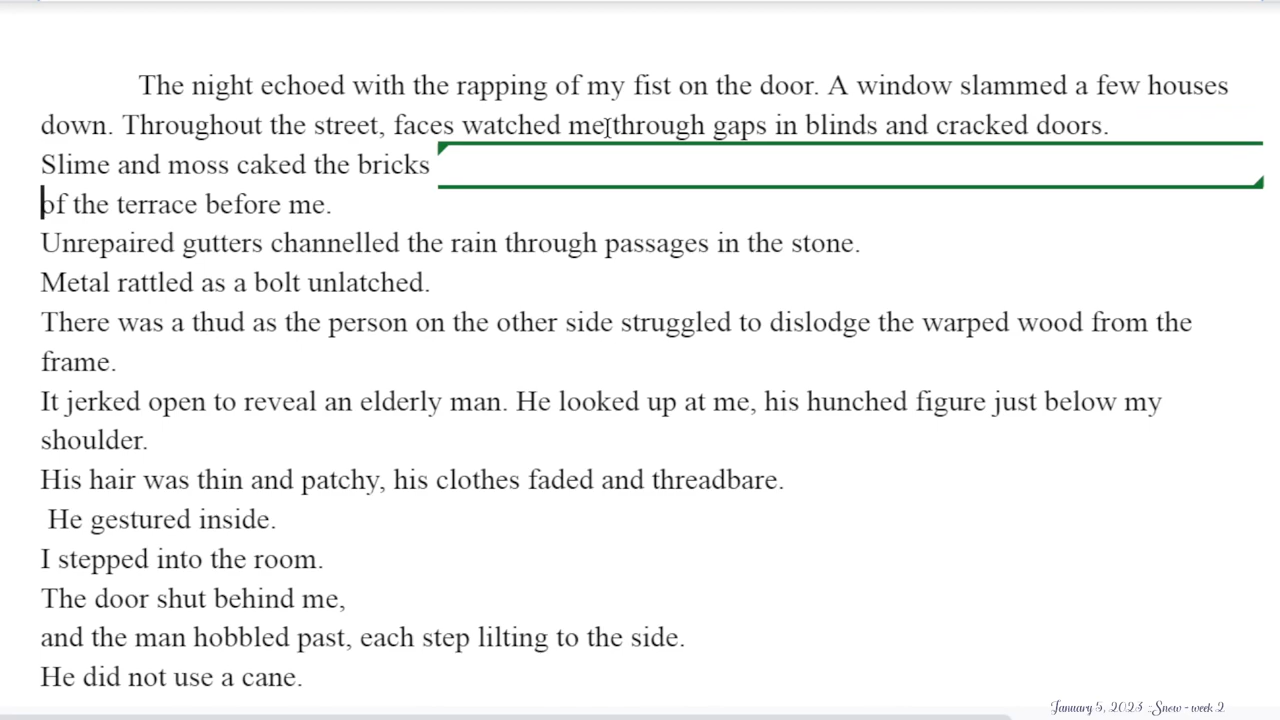 The night echoed with the rapping of my fist on the door. A window slammed a few houses
down. Throughout the street, faces watched me through gaps in blinds and cracked doors.
Slime and moss caked the bricks
of the terrace before me.
Unrepaired gutters channelled the rain through passages in the stone.
Metal rattled as a bolt unlatched.
There was a thud as the person on the other side struggled to dislodge the warped wood from the
frame.
It jerked open to reveal an elderly man. He looked up at me, his hunched figure just below my
shoulder.
His hair was thin and patchy, his clothes faded and threadbare.
He gestured inside.
I stepped into the room.
The door shut behind me,
and the man hobbled past, each step lilting to the side.
He did not use a cane.
January 5, 2023 :Snow - week 2